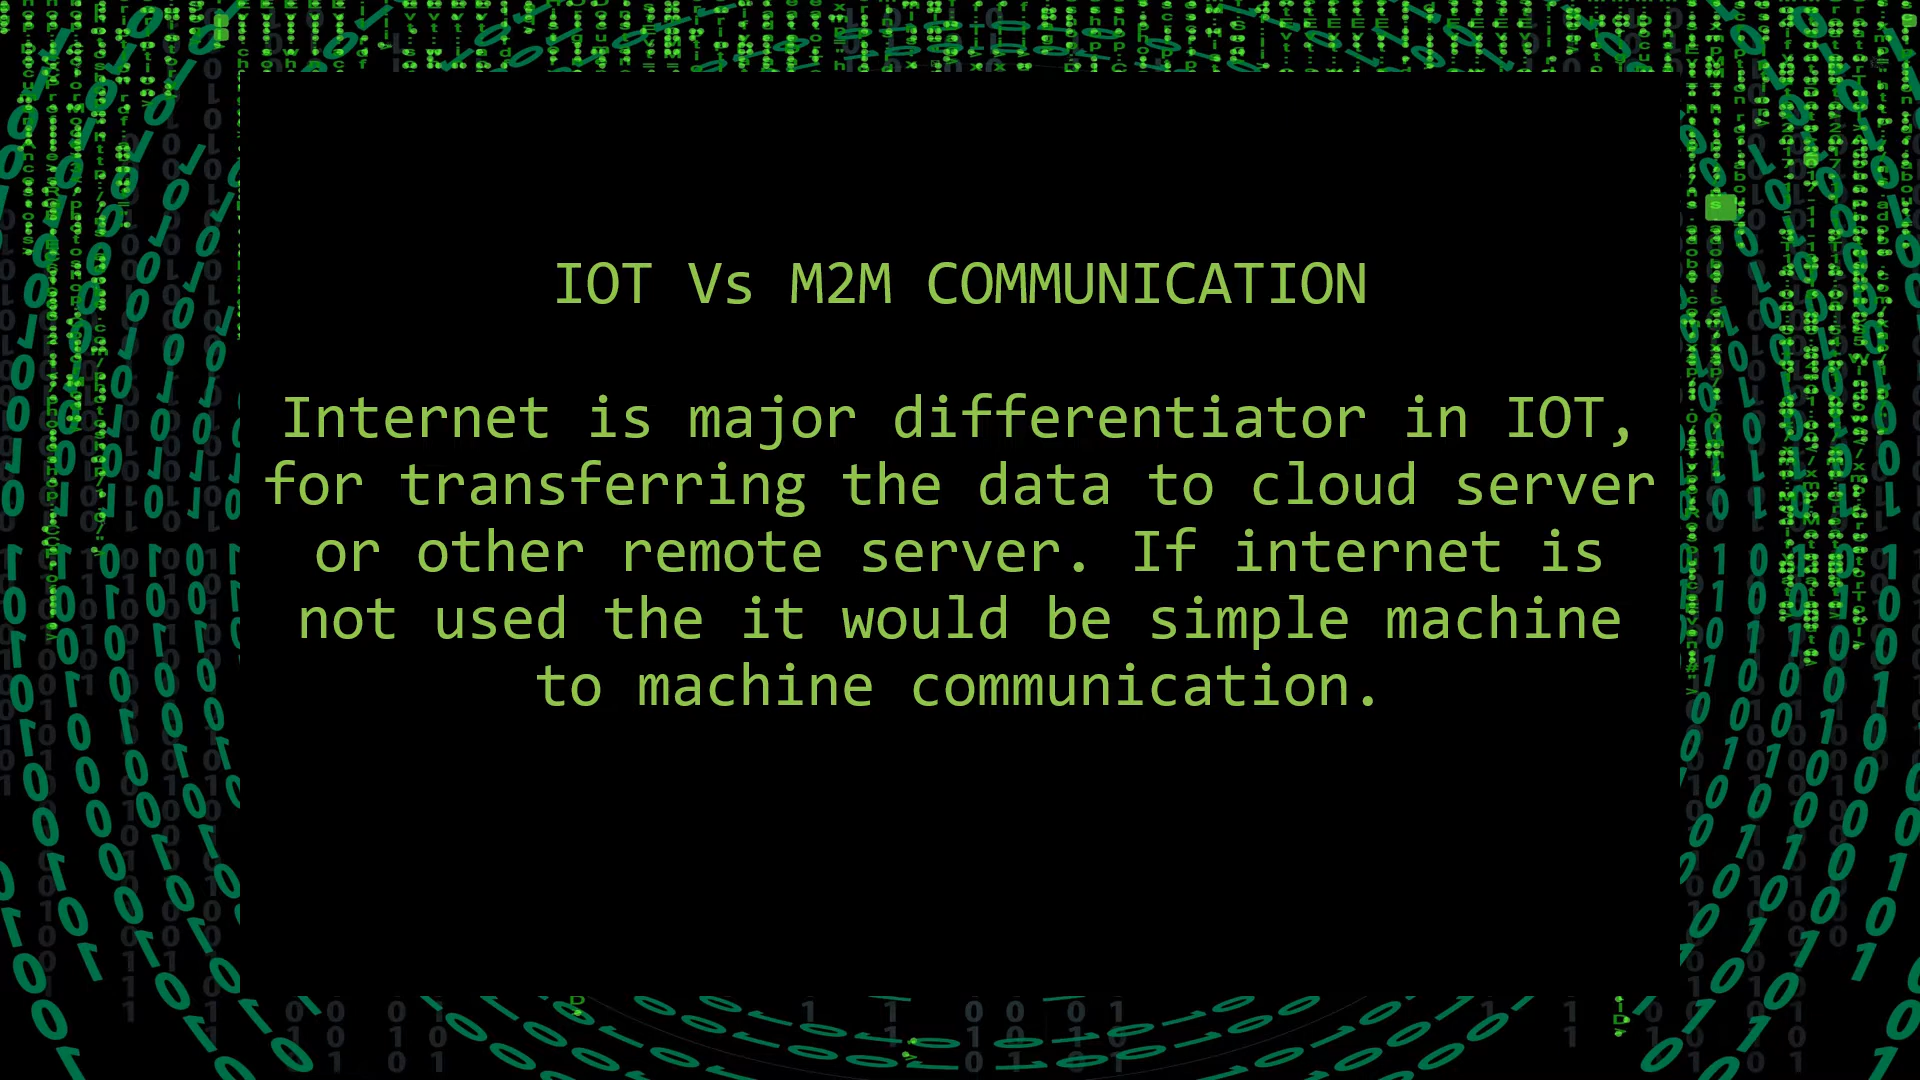 IOT Vs M2M COMMUNICATION
Internet is major differentiator in IOT,
for transferring the data to cloud server
or other remote server. If internet is
not used the it would be simple machine
to machine communication.